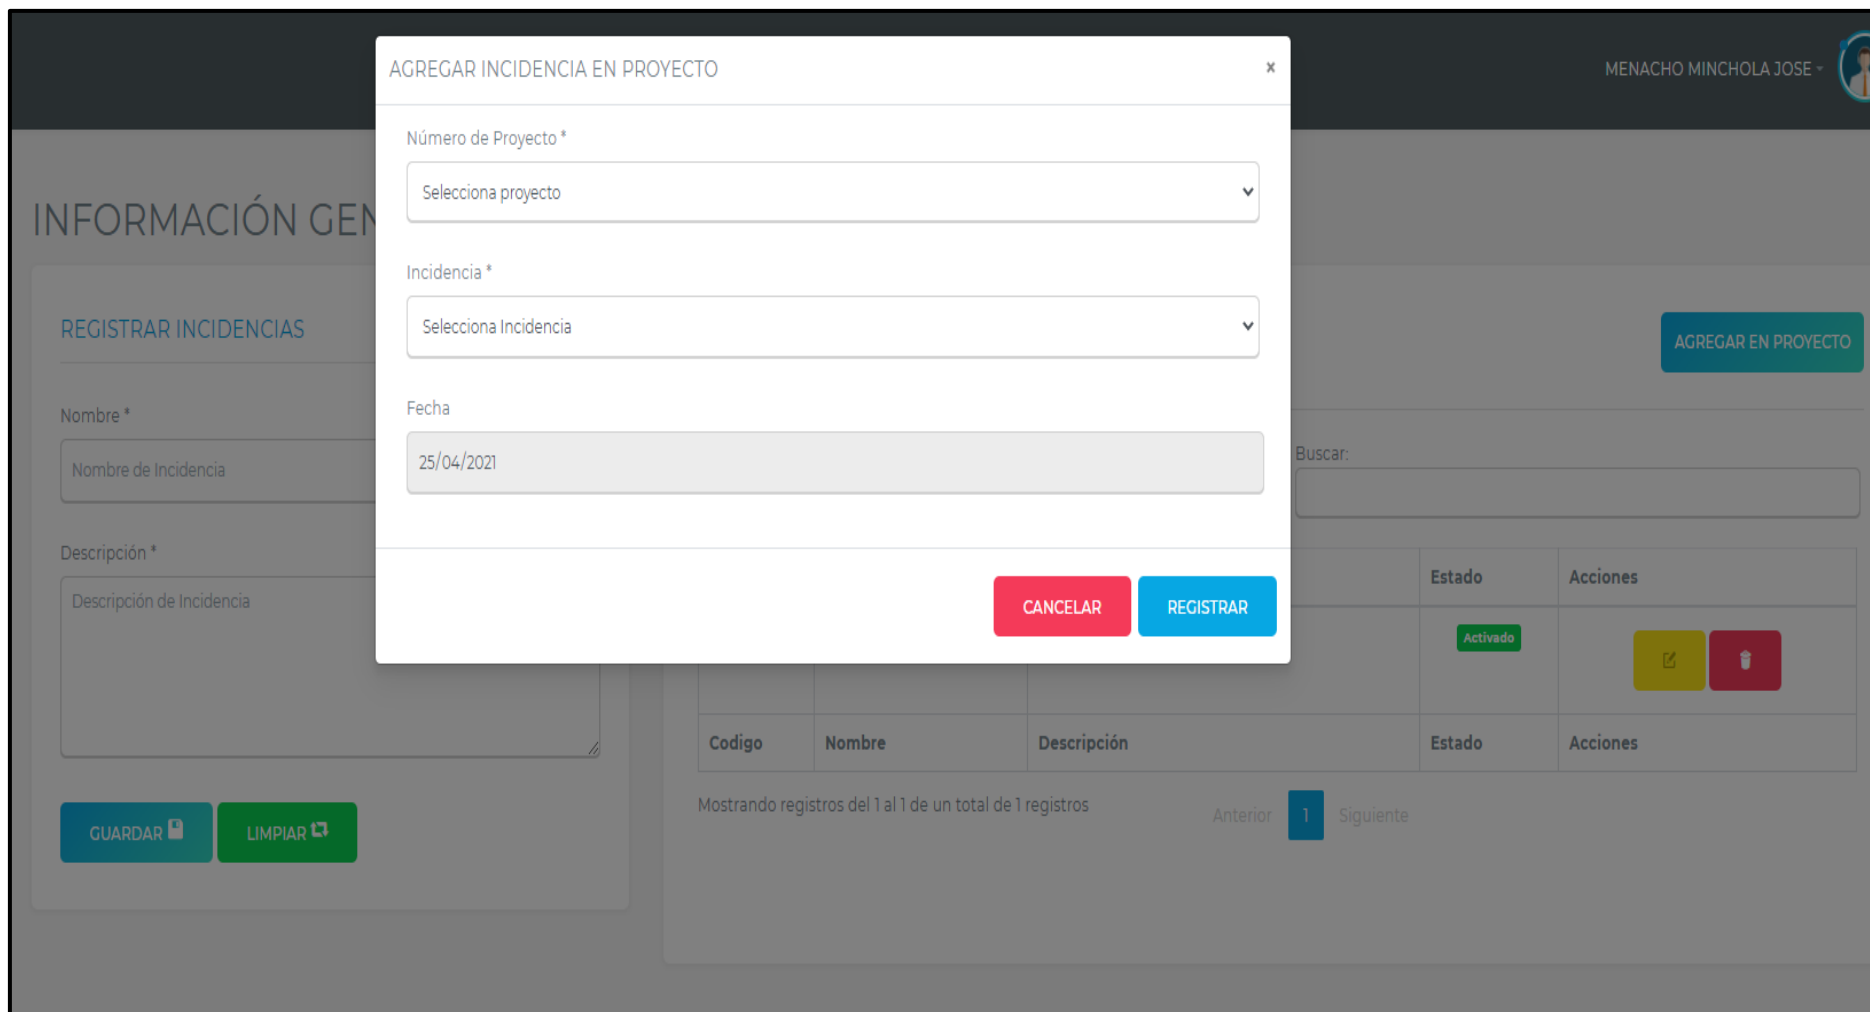 MENACHO MINCHOLA JOSE
AGREGAR INCIDENCIA EN PROYECTO
×
Número de Proyecto *
Selecciona proyecto
Incidencia *
Selecciona Incidencia
Fecha
25/04/2021
CANCELAR
REGISTRAR
INFORMACIÓN GEN
REGISTRAR INCIDENCIAS
Nombre *
Nombre de Incidencia
Descripción *
Descripción de Incidencia
GUARDAR
LIMPIAR
AGREGAR EN PROYECTO
Buscar:
Estado Acciones
Activado
Codigo Nombre Descripción Estado Acciones
Mostrando registros del 1 al 1 de un total de 1 registros
Anterior 1 Siguiente